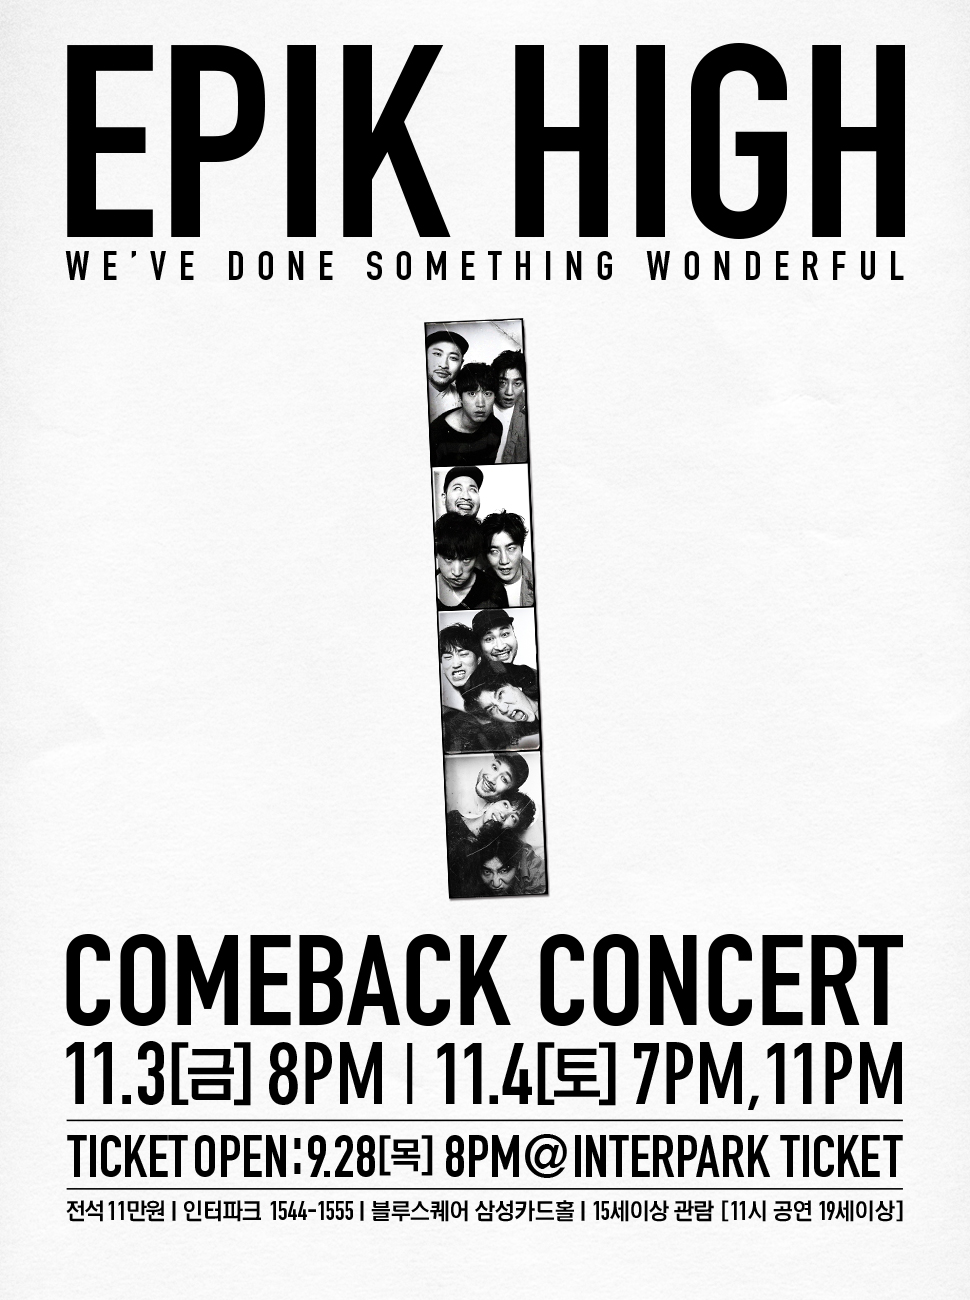 EPIK HIGH
WE'VE DONE SOMETHING WONDERFUL
COMEBACK CONCERT
11.3[금] 8PM | 11.4[토] 7PM, 11PM
TICKET OPEN : 9.28[목] 8PM@INTERPARK TICKET
전석 11만원 | 인터파크 1544-1555 | 블루스퀘어 삼성카드홀 | 15세이상 관람 [11시 공연 19세이상]